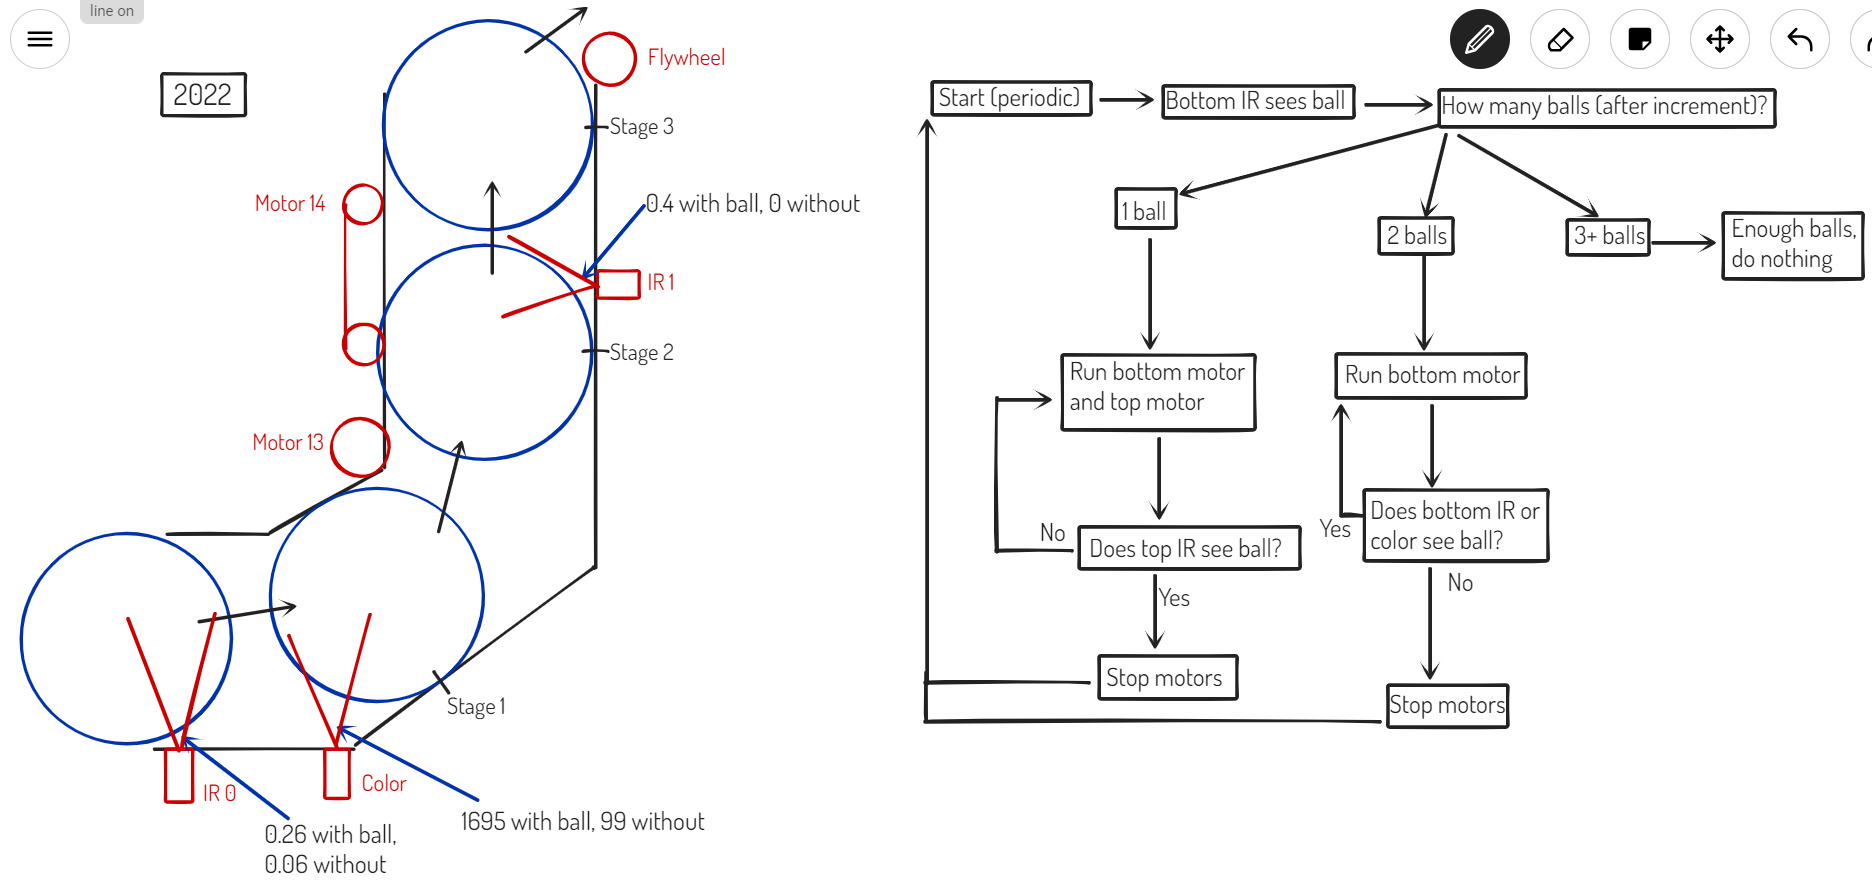 line on
2022
Flywheel
Stage 3
Motor 14
0.4 with ball, 0 without
IR 1
Stage 2
Motor 13
Stage 1
IR 0
Color
0.26 with ball,
0.06 without
1695 with ball, 99 without
Start (periodic)
Bottom IR sees ball
How many balls (after increment)?
1 ball
2 balls
3+ balls
Enough balls,
do nothing
Run bottom motor
and top motor
Run bottom motor
Does top IR see ball?
No
Yes
Does bottom IR or
color see ball?
Yes
No
Stop motors
Stop motors